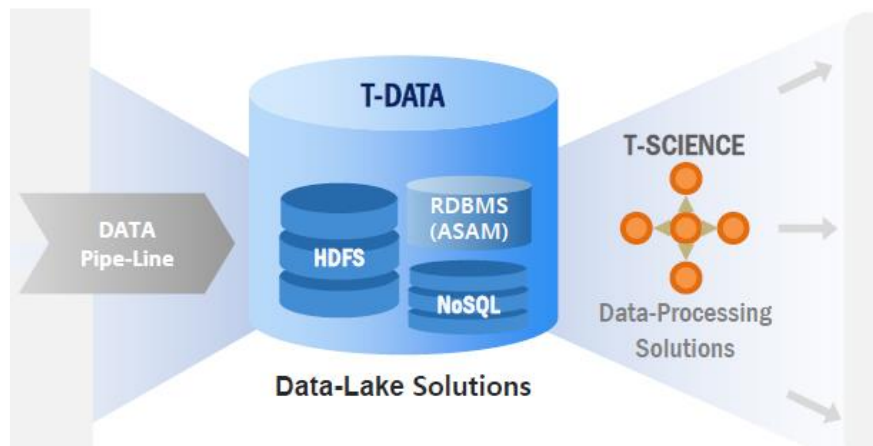 T-DATA
T-SCIENCE
RDBMS
(ASAM)
DATA
Pipe-Line
HDFS
NoSQL
Data-Processing
Solutions
Data-Lake Solutions